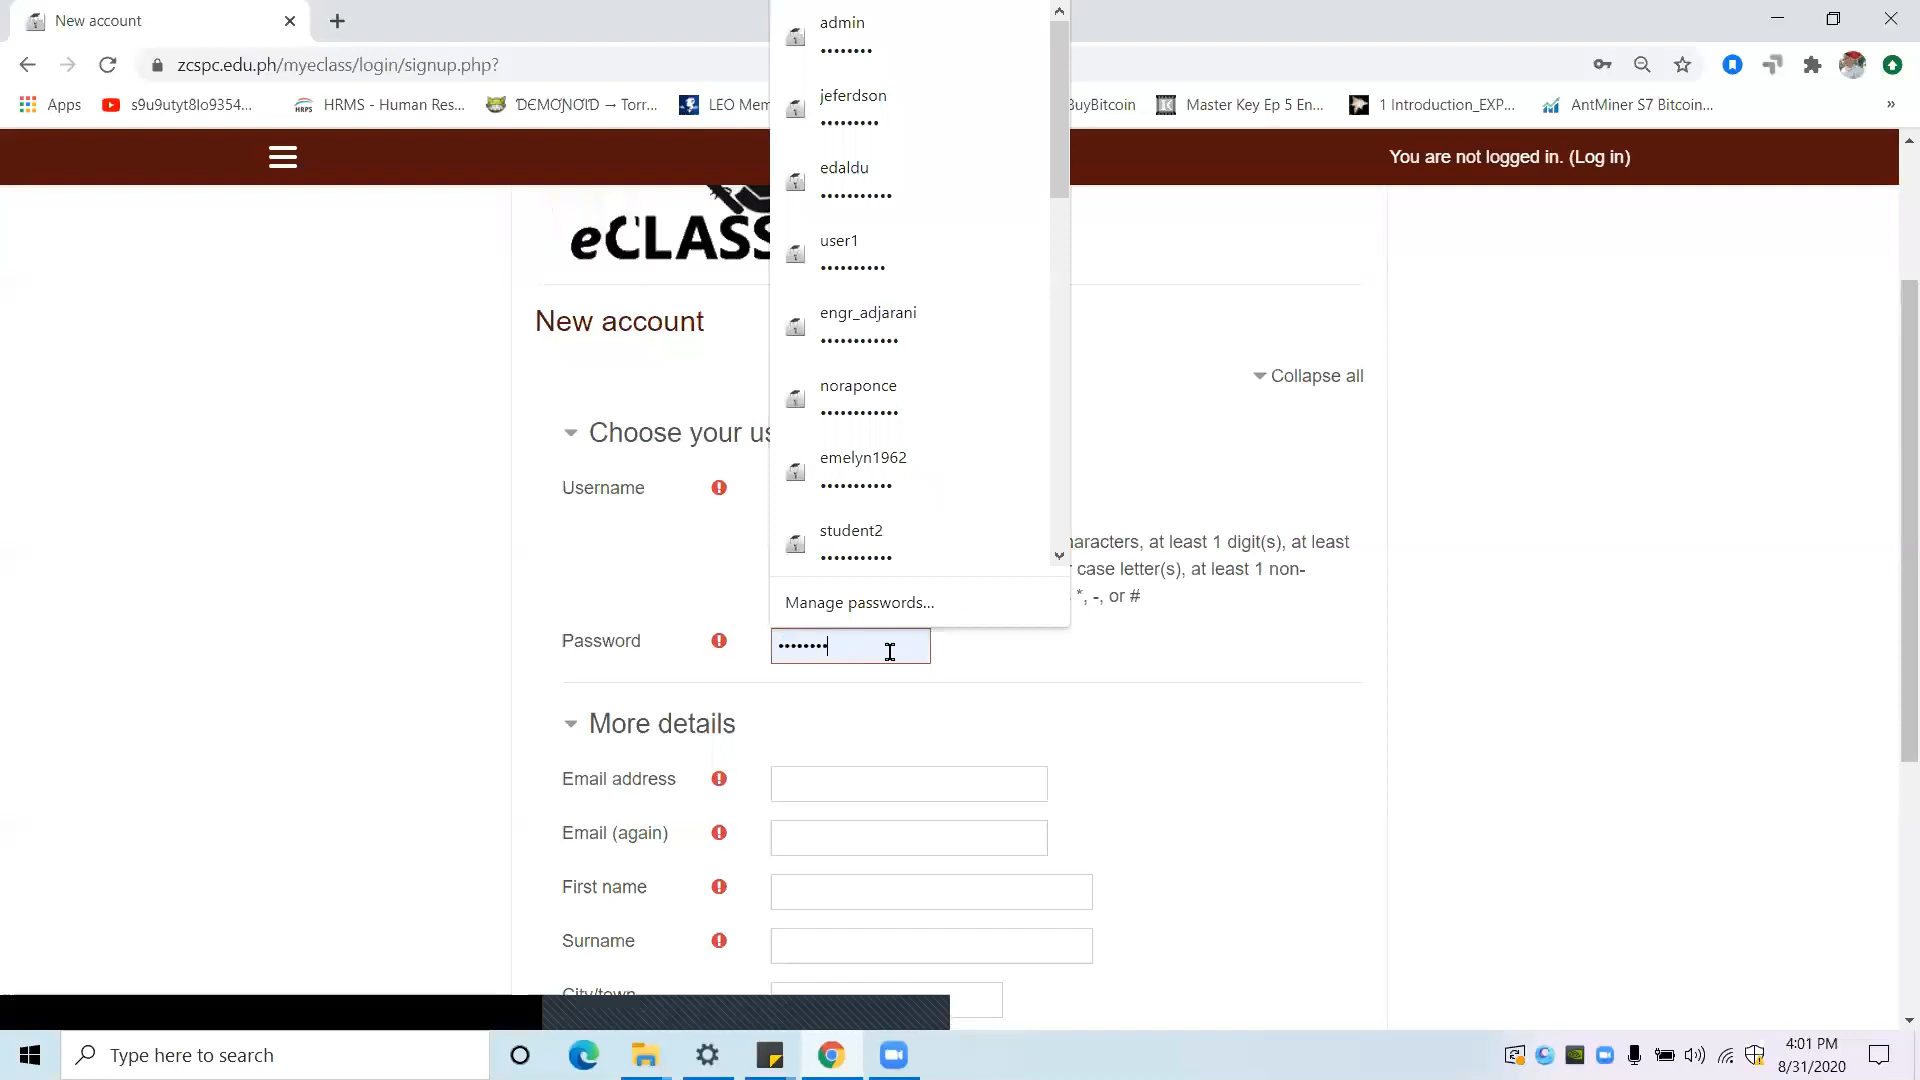 New account
zcspc.edu.ph/myeclass/login/signup.php?
Apps
s9u9utyt8lo9354...
HRMS - Human Res...
LEO Mem
BuyBitcoin
Master Key Ep 5 En...
1 Introduction_EXP...
AntMiner S7 Bitcoin...
»
You are not logged in. (Log in)
eCLASS
New account
Collapse all
Choose your us
Username
haracters, at least 1 digit(s), at least
case letter(s), at least 1 non-
*, -, or #
admin
••••••••
jeferdson
•••••••••
edaldu
•••••••••••
user1
••••••••••
engr_adjarani
••••••••••••
noraponce
••••••••••••
emelyn1962
•••••••••••
student2
•••••••••••
Manage passwords...
Password
••••••••
More details
Email address
Email (again)
First name
Surname
City/town
Type here to search
4:01 PM
8/31/2020